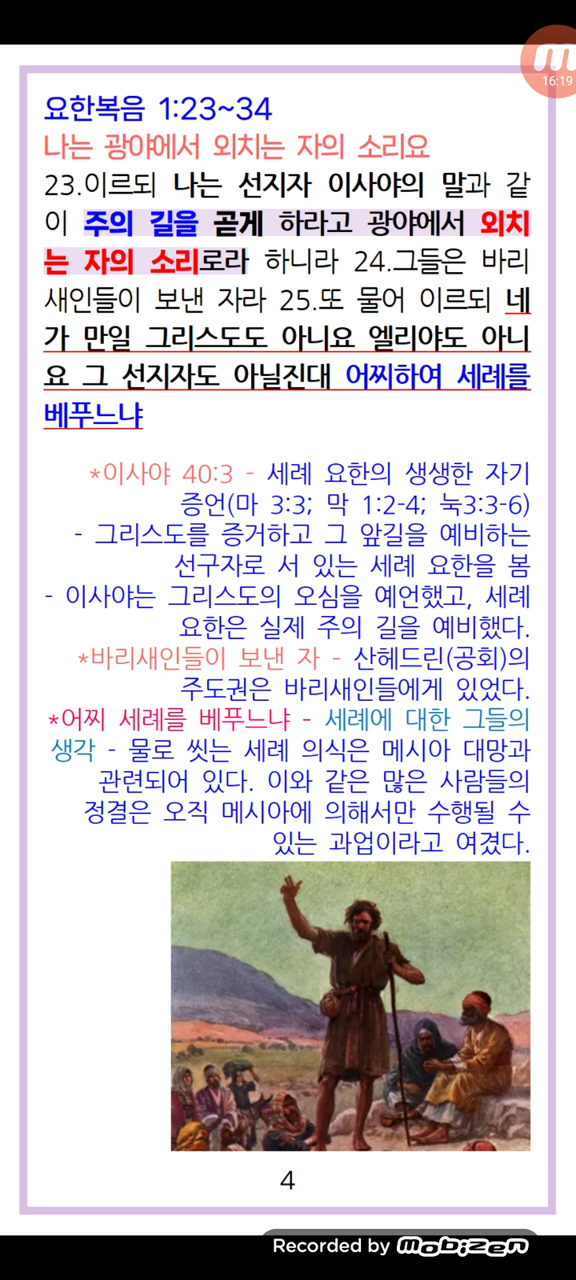 16:19
요한복음 1:23~34
나는 광야에서 외치는 자의 소리요
23.이르되 나는 선지자 이사야의 말과 같
이 주의 길을 곧게 하라고 광야에서 외치
는 자의 소리로라 하니라 24.그들은 바리
새인들이 보낸 자라 25.또 물어 이르되 네
가 만일 그리스도도 아니요 엘리야도 아니
요 그 선지자도 아닐진대 어찌하여 세례를
베푸느냐
*이사야 40:3 - 세례 요한의 생생한 자기
증언(마 3:3; 막 1:2-4; 눅3:3-6)
- 그리스도를 증거하고 그 앞길을 예비하는
선구자로 서 있는 세례 요한을 봄
- 이사야는 그리스도의 오심을 예언했고, 세례
요한은 실제 주의 길을 예비했다.
*바리새인들이 보낸 자 - 산헤드린(공회)의
주도권은 바리새인들에게 있었다.
*어찌 세례를 베푸느냐 - 세례에 대한 그들의
생각 - 물로 씻는 세례 의식은 메시아 대망과
관련되어 있다. 이와 같은 많은 사람들의
정결은 오직 메시아에 의해서만 수행될 수
있는 과업이라고 여겼다.
4
Recorded by mobizen